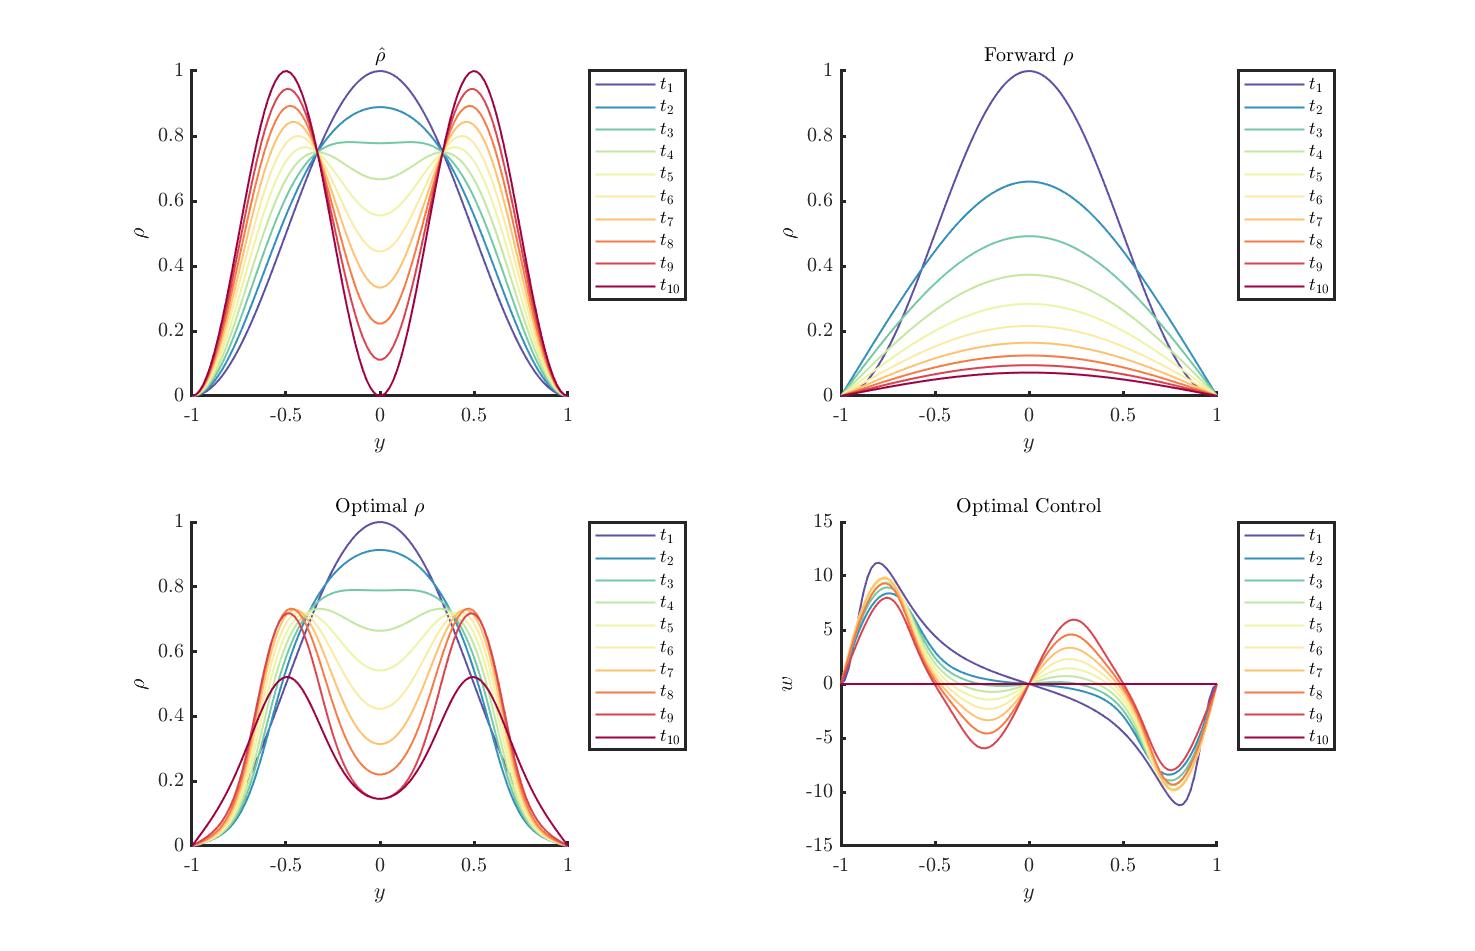 ρ̂
1
0.8
0.6
0.4
0.2
0
ρ
-1 -0.5 0 0.5 1
y
t₁
t₂
t₃
t₄
t₅
t₆
t₇
t₈
t₉
t₁₀
Forward ρ
1
0.8
0.6
0.4
0.2
0
ρ
-1 -0.5 0 0.5 1
y
t₁
t₂
t₃
t₄
t₅
t₆
t₇
t₈
t₉
t₁₀
Optimal ρ
1
0.8
0.6
0.4
0.2
0
ρ
-1 -0.5 0 0.5 1
y
t₁
t₂
t₃
t₄
t₅
t₆
t₇
t₈
t₉
t₁₀
Optimal Control
15
10
5
0
-5
-10
-15
w
-1 -0.5 0 0.5 1
y
t₁
t₂
t₃
t₄
t₅
t₆
t₇
t₈
t₉
t₁₀